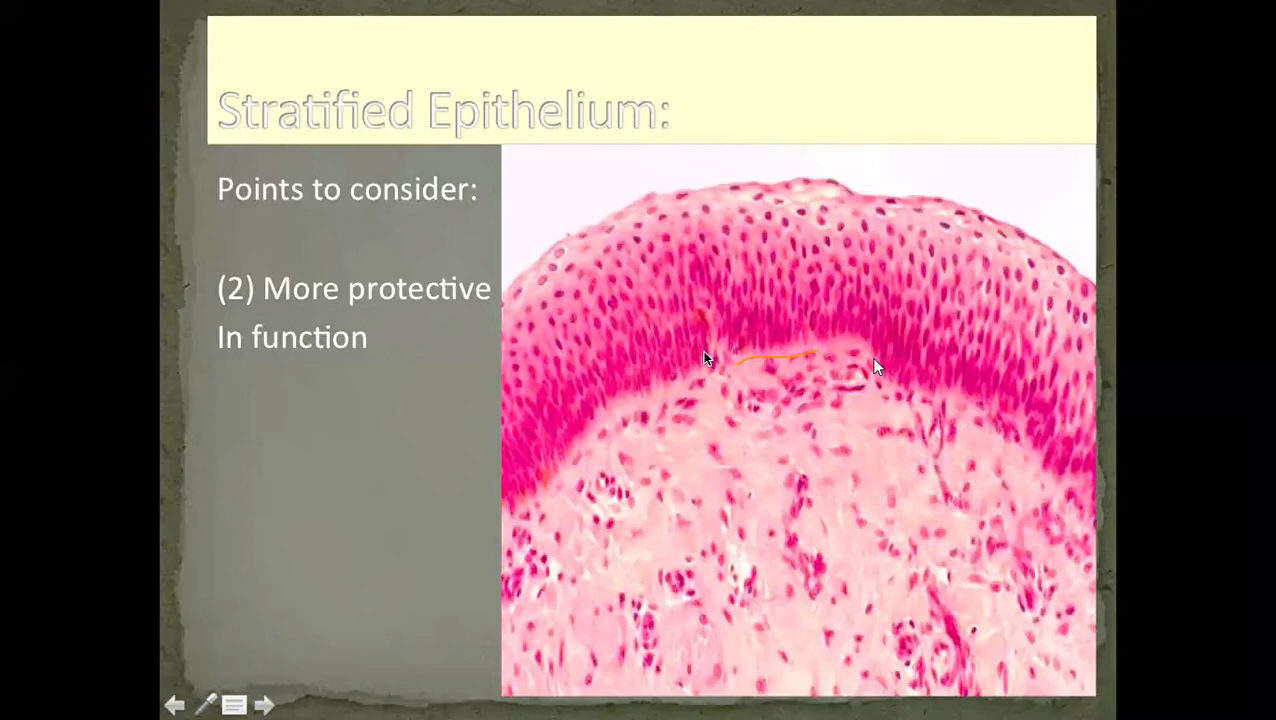 Stratified Epithelium:
Points to consider:
(2) More protective
In function